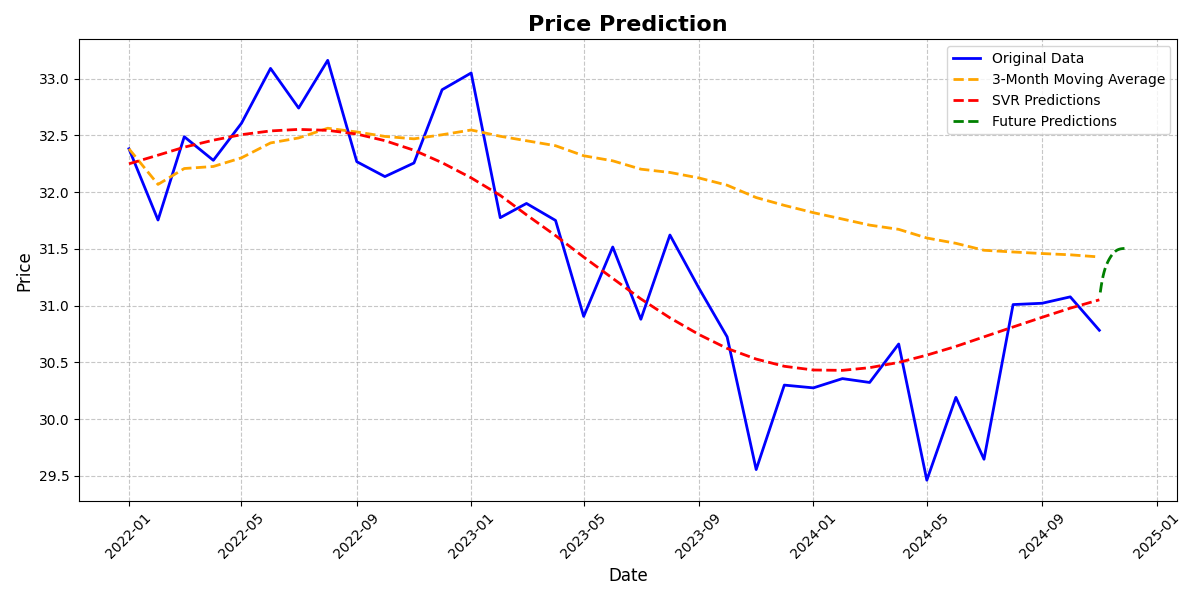 Price Prediction
Original Data
3-Month Moving Average
SVR Predictions
Future Predictions
Price
33.0
32.5
32.0
31.5
31.0
30.5
30.0
29.5
2022-01
2022-05
2022-09
2023-01
2023-05
2023-09
2024-01
2024-05
2024-09
2025-01
Date